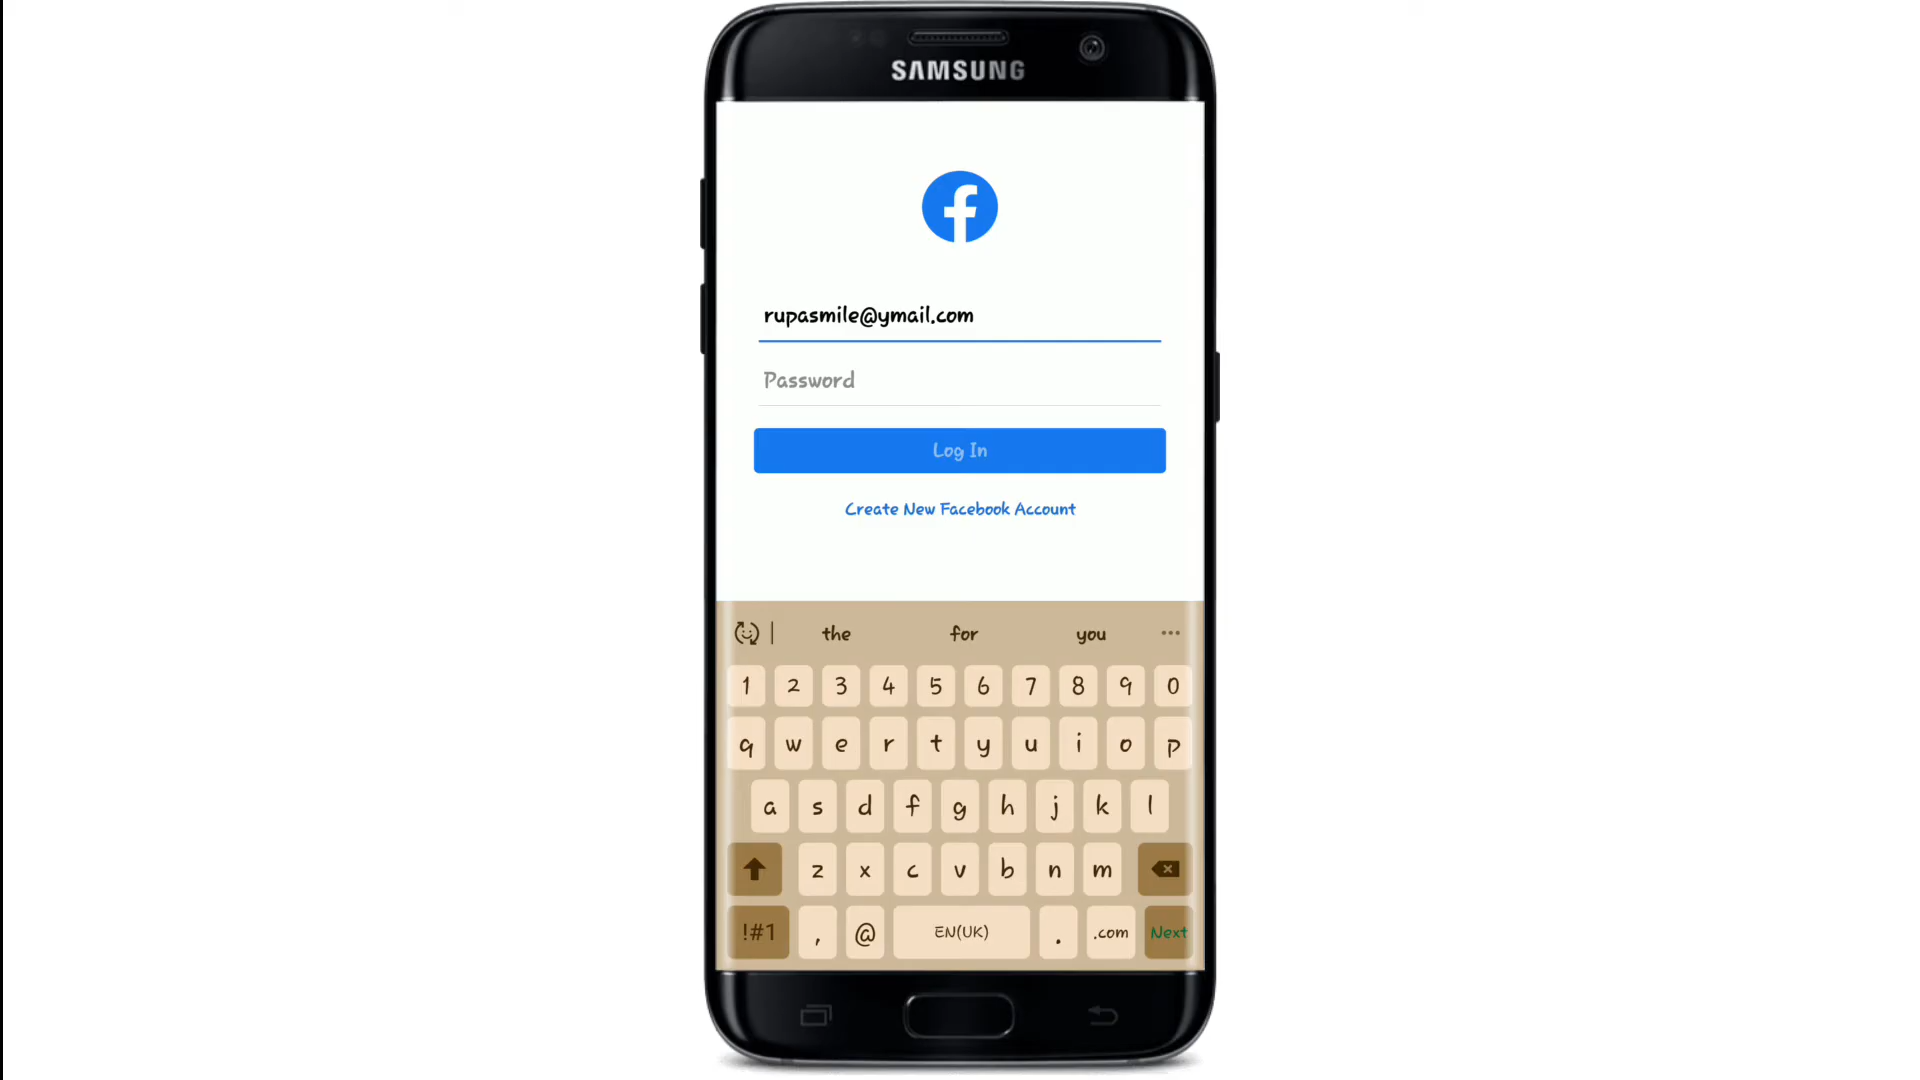 SAMSUNG
rupasmile@ymail.com
Password
Log In
Create New Facebook Account
the for you
1 2 3 4 5 6 7 8 9 0
q w e r t y u i o p
a s d f g h j k l
z x c v b n m
!#1 , @ EN(UK) . .com Next